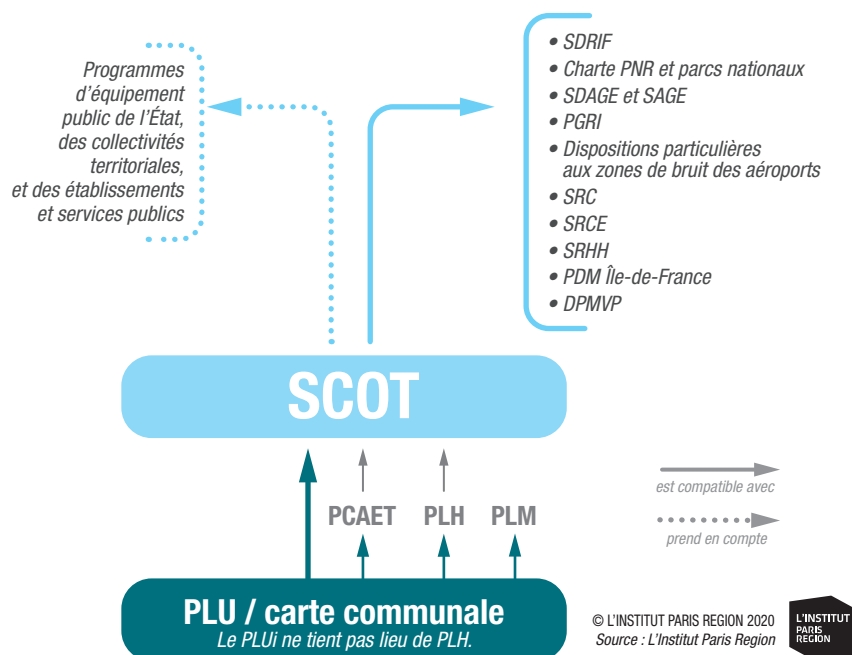 Programmes
d'équipement
public de l'État,
des collectivités
territoriales,
et des établissements
et services publics
• SDRIF
• Charte PNR et parcs nationaux
• SDAGE et SAGE
• PGRI
• Dispositions particulières
aux zones de bruit des aéroports
• SRC
• SRCE
• SRHH
• PDM Île-de-France
• DPMVP
SCOT
est compatible avec
prend en compte
PCAET PLH PLM
PLU / carte communale
Le PLUi ne tient pas lieu de PLH.
© L'INSTITUT PARIS REGION 2020
Source : L'Institut Paris Region
L'INSTITUT
PARIS
REGION